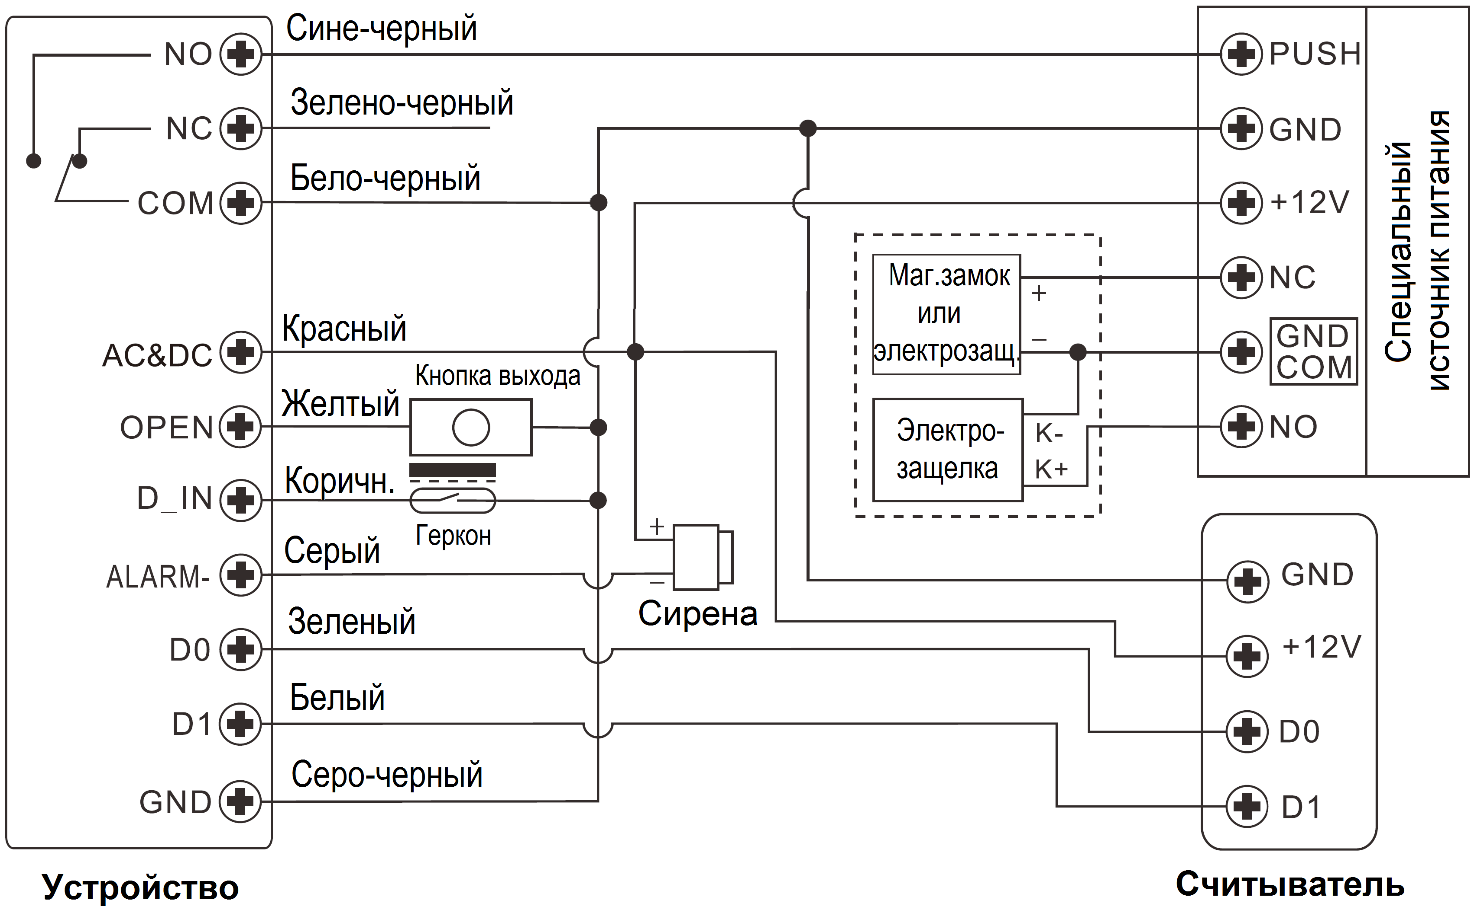 NO
Сине-черный
PUSH
NC
Зелено-черный
GND
COM
Бело-черный
+12V
NC
GND
COM
NO
Специальный
источник питания
Маг.замок
или
электрозащ.
+
−
Электро-
защелка
K-
K+
AC&DC
Красный
OPEN
Желтый
Кнопка выхода
D_IN
Коричн.
Геркон
ALARM-
Серый
+
−
Сирена
D0
Зеленый
D1
Белый
GND
Серо-черный
Устройство
GND
+12V
D0
D1
Считыватель